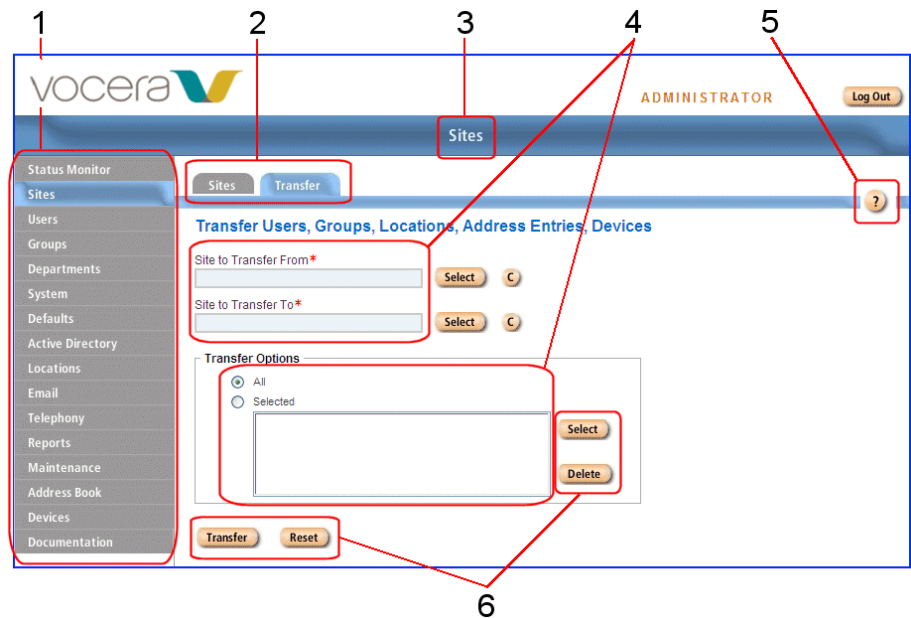 1 2 3 4 5
vocera
ADMINISTRATOR
Log Out
Sites
Status Monitor
Sites
Users
Groups
Departments
System
Defaults
Active Directory
Locations
Email
Telephony
Reports
Maintenance
Address Book
Devices
Documentation
Sites Transfer
?
Transfer Users, Groups, Locations, Address Entries, Devices
Site to Transfer From*
Select C
Site to Transfer To*
Select C
Transfer Options
All
Selected
Select
Delete
Transfer Reset
6